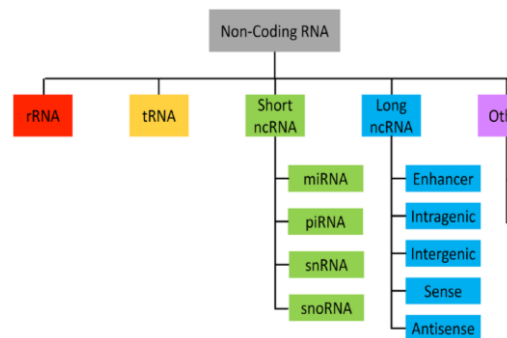 Non-Coding RNA
rRNA
tRNA
Short
ncRNA
Long
ncRNA
miRNA
piRNA
snRNA
snoRNA
Enhancer
Intragenic
Intergenic
Sense
Antisense